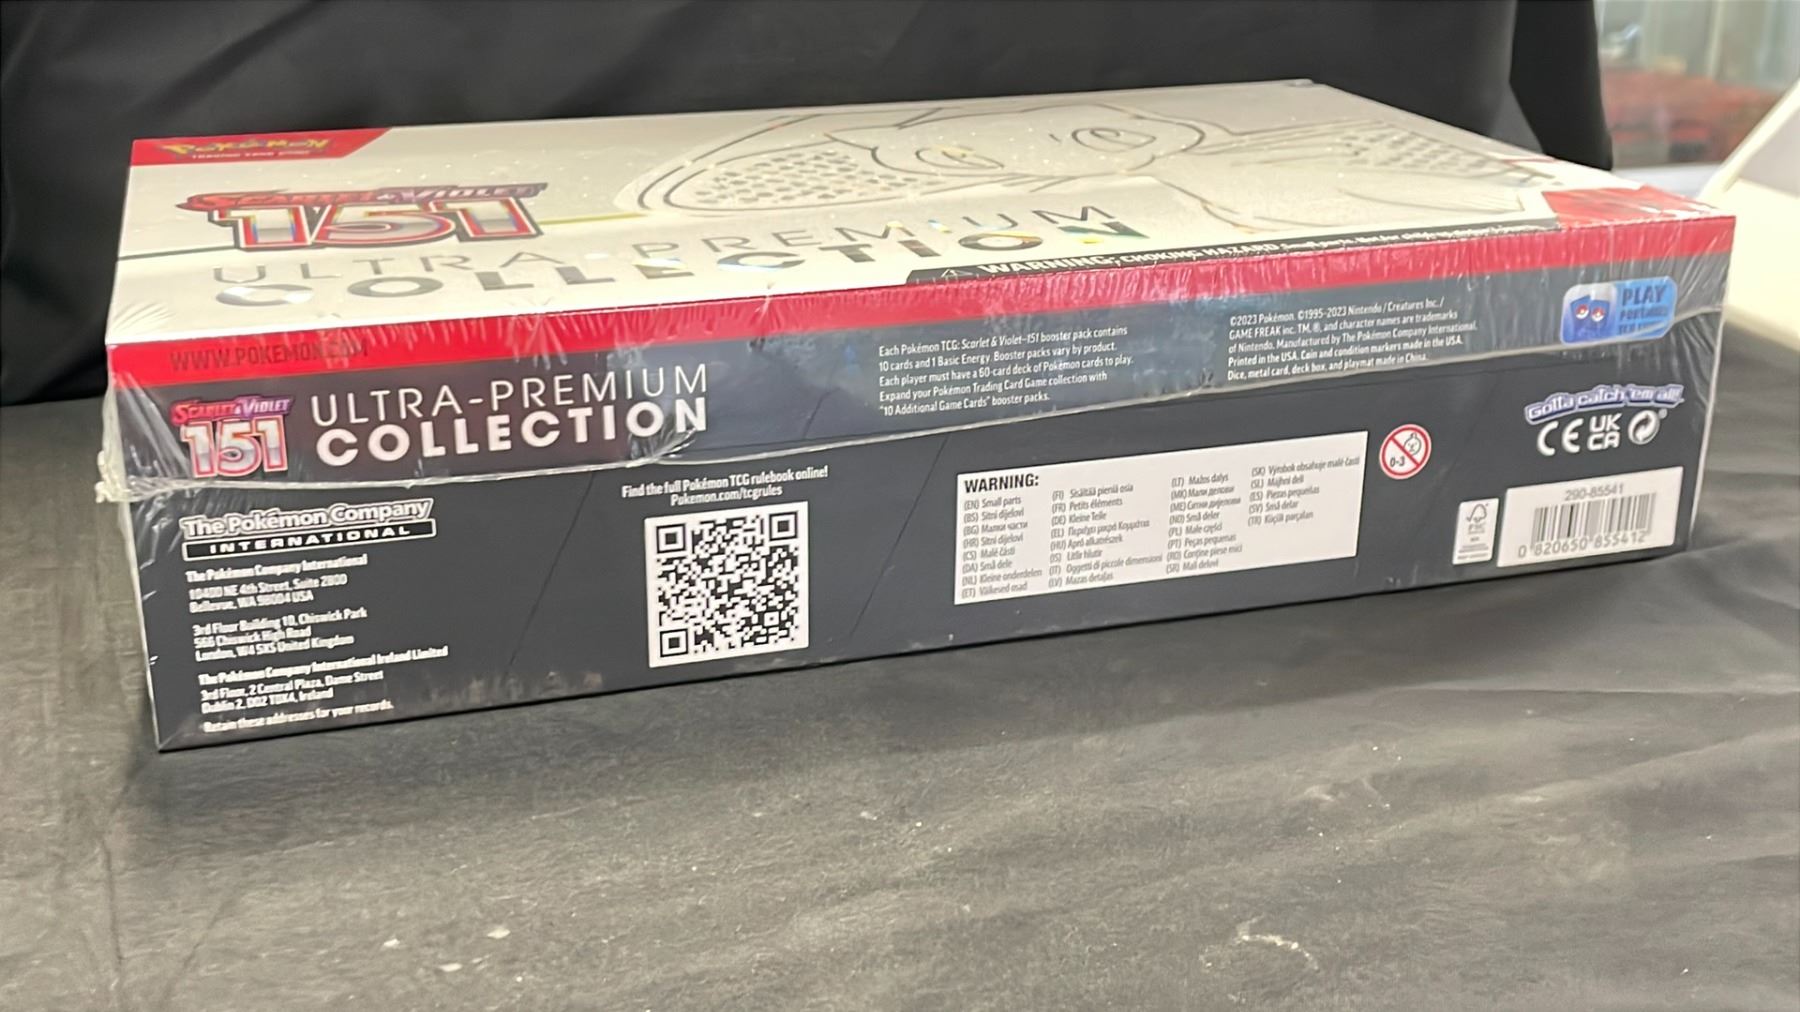 POKÉMON
TRADING CARD GAME
SCARLET & VIOLET
151
ULTRA-PREMIUM
COLLECTION
WARNING: CHOKING HAZARD
WWW.POKEMON.COM
SCARLET & VIOLET
151
ULTRA-PREMIUM
COLLECTION
Each Pokémon TCG: Scarlet & Violet—151 booster pack contains
10 cards and 1 Basic Energy. Booster packs vary by product.
Each player must have a 60-card deck of Pokémon cards to play.
Expand your Pokémon Trading Card Game collection with
"10 Additional Game Cards" booster packs.
©2023 Pokémon. ©1995–2023 Nintendo / Creatures Inc. /
GAME FREAK inc. TM, ®, and character names are trademarks
of Nintendo. Manufactured by The Pokémon Company International.
Printed in the USA. Coin and condition markers made in the USA.
Dice, metal card, deck box, and playmat made in China.
PLAY
POKÉMON
The Pokémon Company
INTERNATIONAL
The Pokémon Company International
10400 NE 4th Street, Suite 2800
Bellevue, WA 98004 USA
3rd Floor Building 10, Chiswick Park
566 Chiswick High Road
London, W4 5XS United Kingdom
The Pokémon Company International Ireland Limited
3rd Floor, 2 Central Plaza, Dame Street
Dublin 2, D02 T0X4, Ireland
Retain these addresses for your records.
Find the full Pokémon TCG rulebook online!
Pokemon.com/tcgrules
WARNING:
(EN) Small parts
(BS) Sitni dijelovi
(BG) Малки части
(HR) Sitni dijelovi
(CS) Malé části
(DA) Små dele
(NL) Kleine onderdelen
(ET) Väikesed osad
(FI) Sisältää pieniä osia
(FR) Petits éléments
(DE) Kleine Teile
(EL) Περιέχει μικρά Κομμάτια
(HU) Apró alkatrészek
(IS) Litlir hlutir
(IT) Oggetti di piccole dimensioni
(LV) Mazas detaļas
(LT) Mažos dalys
(MK) Мали делови
(ME) Ситни дијелови
(NO) Små deler
(PL) Małe części
(PT) Peças pequenas
(RO) Conține piese mici
(SR) Mali delovi
(SK) Výrobok obsahuje malé časti
(SL) Majhni deli
(ES) Piezas pequeñas
(SV) Små delar
(TR) Küçük parçaları
0-3
Gotta catch 'em all!
CE UK
CA
FSC
290-85541
0 820650 855412